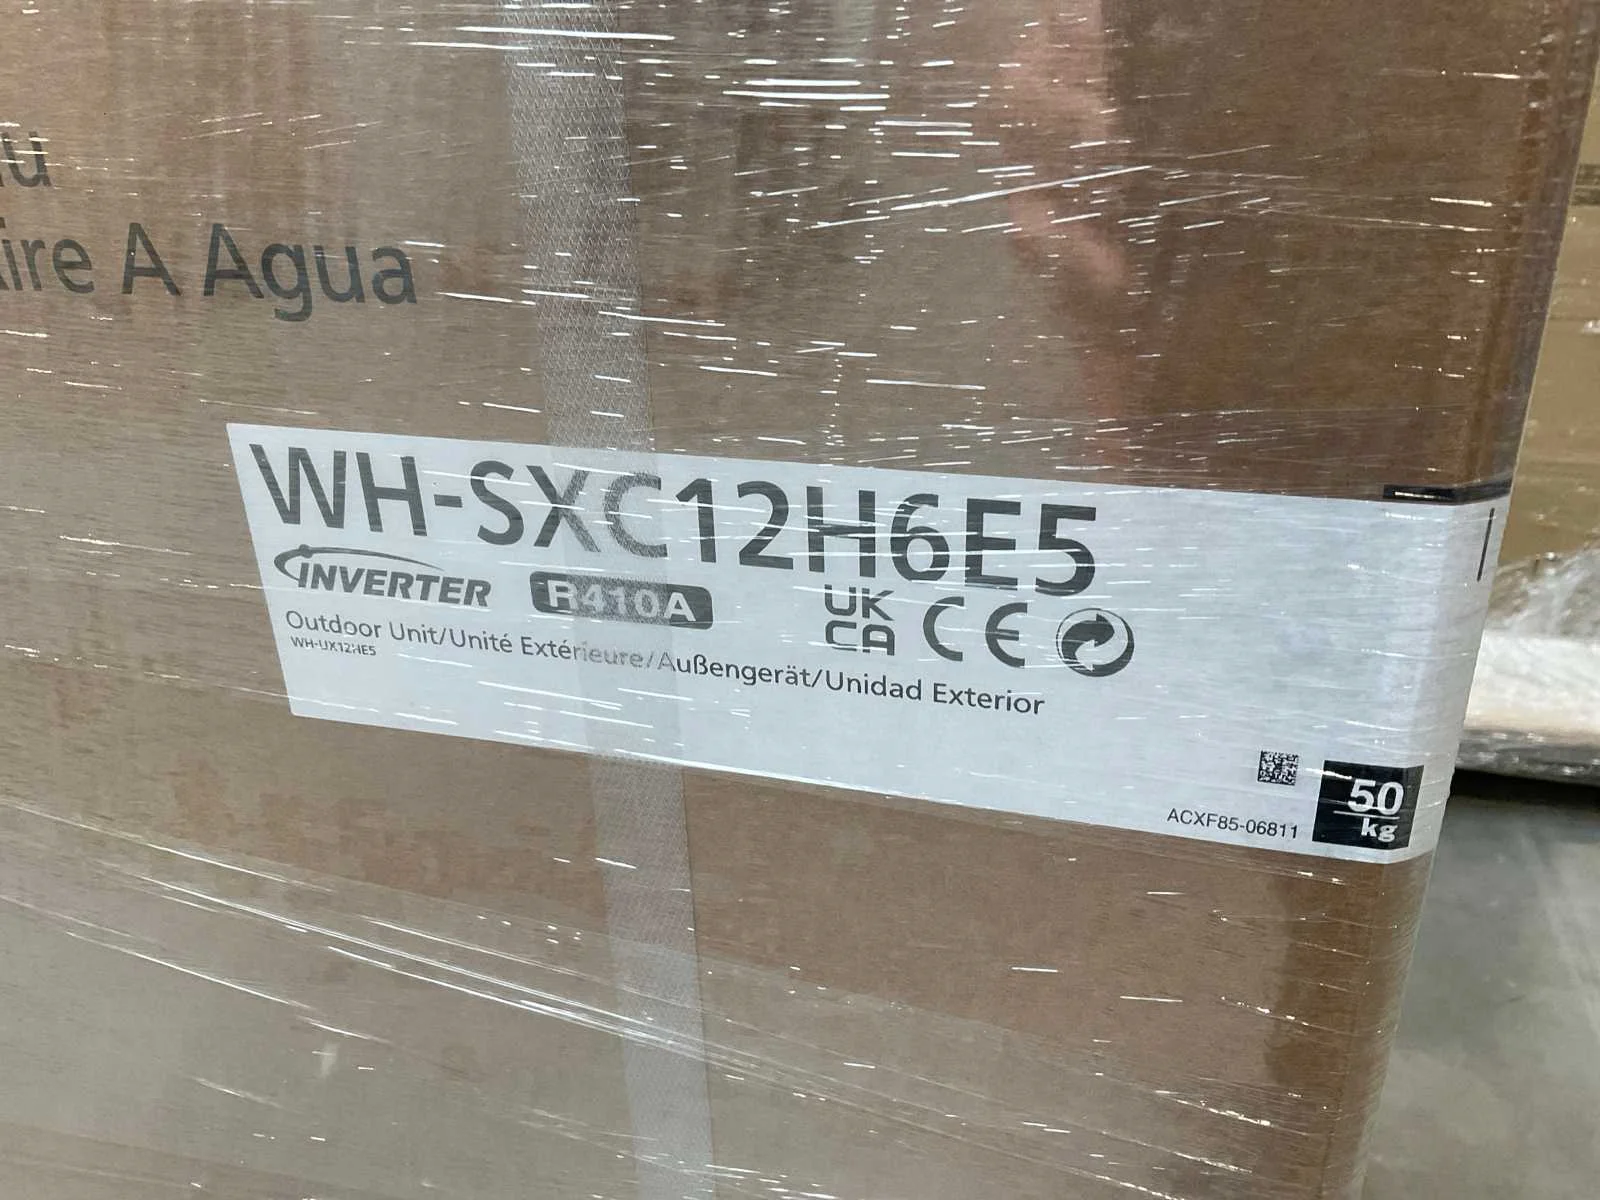 u
ire A Agua
WH-SXC12H6E5
INVERTER R410A UK CA CE
Outdoor Unit/Unité Extérieure/Außengerät/Unidad Exterior
WH-UX12HE5
ACXF85-06811
50
kg